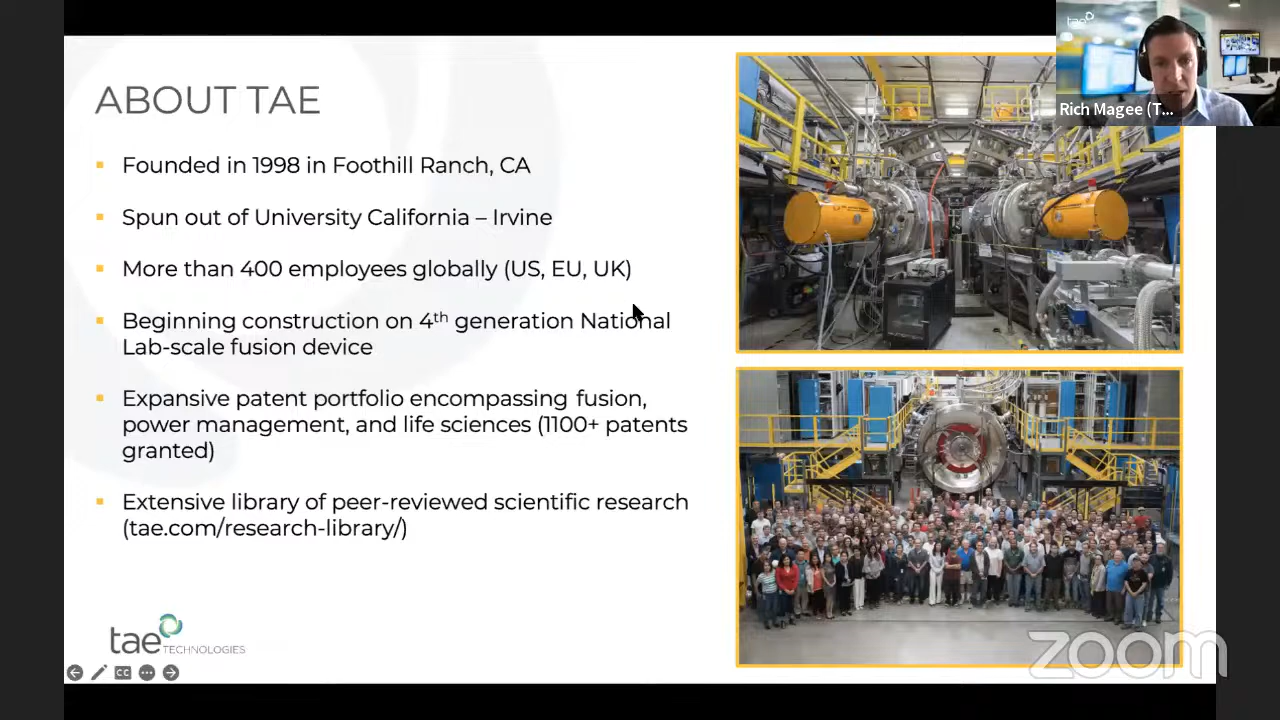 ABOUT TAE
Founded in 1998 in Foothill Ranch, CA
Spun out of University California – Irvine
More than 400 employees globally (US, EU, UK)
Beginning construction on 4th generation National
Lab-scale fusion device
Expansive patent portfolio encompassing fusion,
power management, and life sciences (1100+ patents
granted)
Extensive library of peer-reviewed scientific research
(tae.com/research-library/)
tae TECHNOLOGIES
CC
tae
Rich Magee (T...
zoom